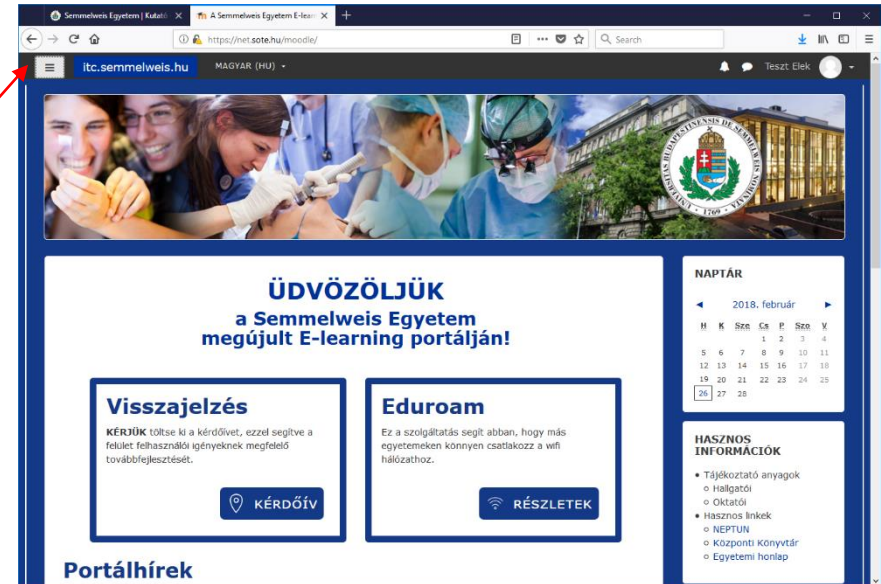 Semmelweis Egyetem | Kutató
A Semmelweis Egyetem E-learn
https://net.sote.hu/moodle/
Search
itc.semmelweis.hu
MAGYAR (HU)
Teszt Elek
1769
ÜDVÖZÖLJÜK
a Semmelweis Egyetem
megújult E-learning portálján!
Visszajelzés
KÉRJÜK töltse ki a kérdőívet, ezzel segítve a
felület felhasználói igényeknek megfelelő
továbbfejlesztését.
KÉRDŐÍV
Eduroam
Ez a szolgáltatás segít abban, hogy más
egyetemeken könnyen csatlakozz a wifi
hálózathoz.
RÉSZLETEK
Portálhírek
NAPTÁR
◄ 2018. február ►
H K Sze Cs P Szo V
1 2 3 4
5 6 7 8 9 10 11
12 13 14 15 16 17 18
19 20 21 22 23 24 25
26 27 28
HASZNOS
INFORMÁCIÓK
Tájékoztató anyagok
Hallgatói
Oktatói
Hasznos linkek
NEPTUN
Központi Könyvtár
Egyetemi honlap